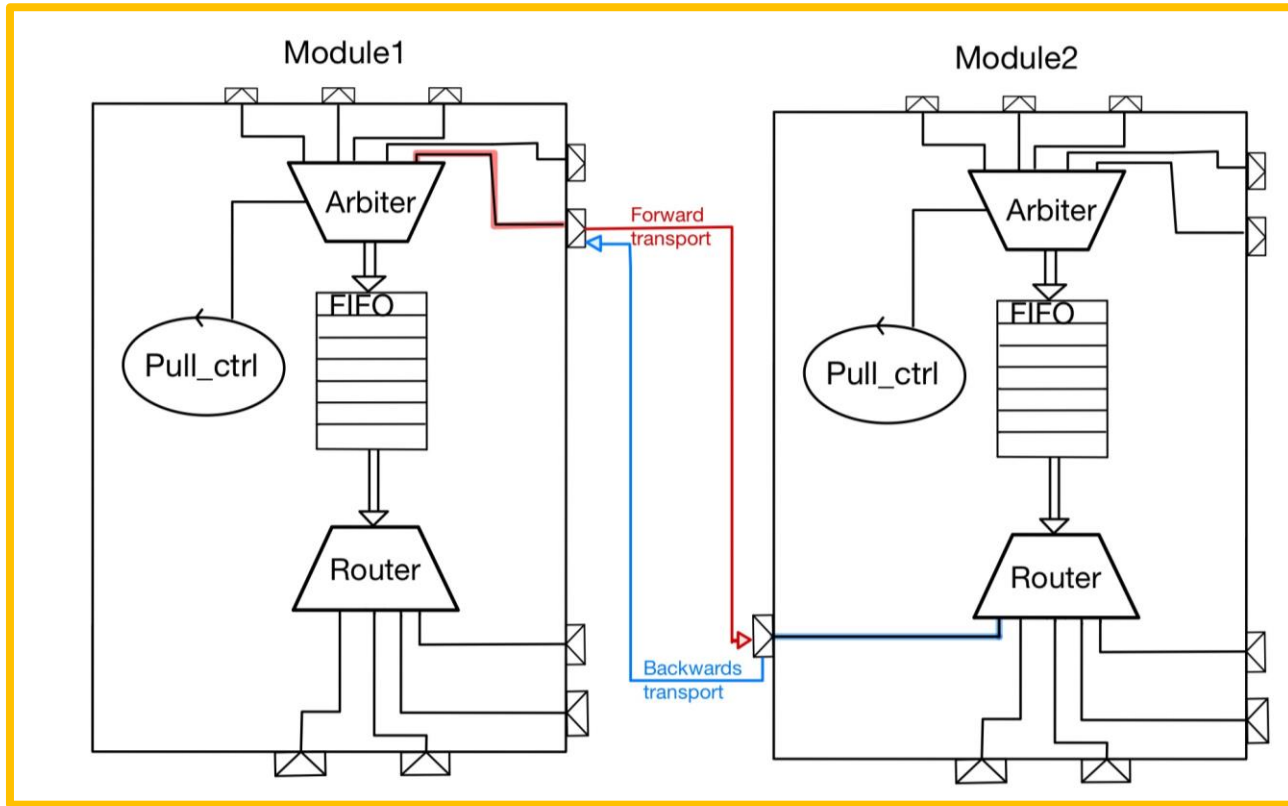 Module1
Module2
Arbiter
Arbiter
Forward
transport
FIFO
FIFO
Pull_ctrl
Pull_ctrl
Router
Router
Backwards
transport